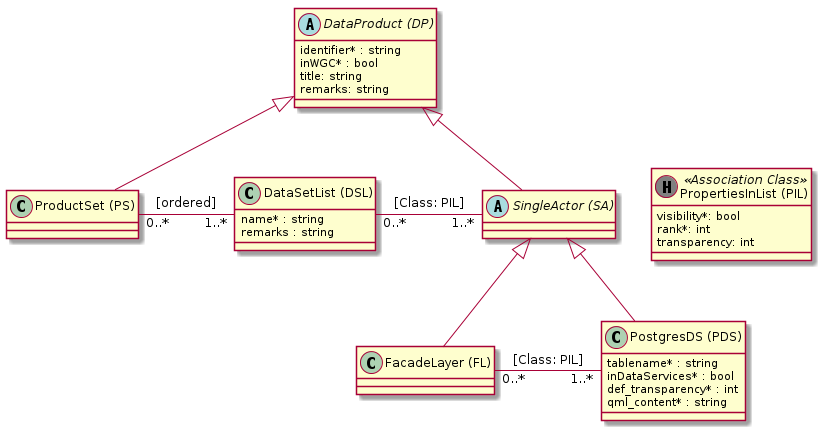 A DataProduct (DP)
identifier* : string
inWGC* : bool
title: string
remarks: string
C ProductSet (PS)
[ordered]
0..* 1..*
C DataSetList (DSL)
name* : string
remarks : string
[Class: PIL]
0..* 1..*
A SingleActor (SA)
H «Association Class»
PropertiesInList (PIL)
visibility*: bool
rank*: int
transparency: int
C FacadeLayer (FL)
[Class: PIL]
0..* 1..*
C PostgresDS (PDS)
tablename* : string
inDataServices* : bool
def_transparency* : int
qml_content* : string